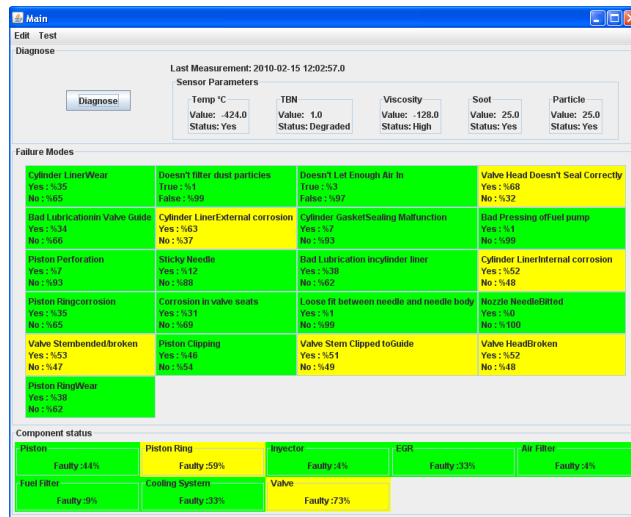 Main
Edit Test
Diagnose
Last Measurement: 2010-02-15 12:02:57.0
Sensor Parameters
Diagnose
Temp °C TBN Viscosity Soot Particle
Value: -424.0 Value: 1.0 Value: -128.0 Value: 25.0 Value: 25.0
Status: Yes Status: Degraded Status: High Status: Yes Status: Yes
Failure Modes
Cylinder LinerWear Doesn't filter dust particles Doesn't Let Enough Air In Valve Head Doesn't Seal Correctly
Yes : %35 True : %1 True : %3 Yes : %68
No : %65 False : %99 False : %97 No : %32
Bad Lubricationin Valve Guide Cylinder LinerExternal corrosion Cylinder GasketSealing Malfunction Bad Pressing ofFuel pump
Yes : %34 Yes : %63 Yes : %7 Yes : %1
No : %66 No : %37 No : %93 No : %99
Piston Perforation Sticky Needle Bad Lubrication incylinder liner Cylinder LinerInternal corrosion
Yes : %7 Yes : %12 Yes : %38 Yes : %52
No : %93 No : %88 No : %62 No : %48
Piston Ringcorrosion Corrosion in valve seats Loose fit between needle and needle body Nozzle NeedleBitted
Yes : %35 Yes : %31 Yes : %1 Yes : %0
No : %65 No : %69 No : %99 No : %100
Valve Stembended/broken Piston Clipping Valve Stem Clipped toGuide Valve HeadBroken
Yes : %53 Yes : %46 Yes : %51 Yes : %52
No : %47 No : %54 No : %49 No : %48
Piston RingWear
Yes : %38
No : %62
Component status
Piston Piston Ring Inyector EGR Air Filter
Faulty :44% Faulty :59% Faulty :4% Faulty :33% Faulty :4%
Fuel Filter Cooling System Valve
Faulty :9% Faulty :33% Faulty :73%